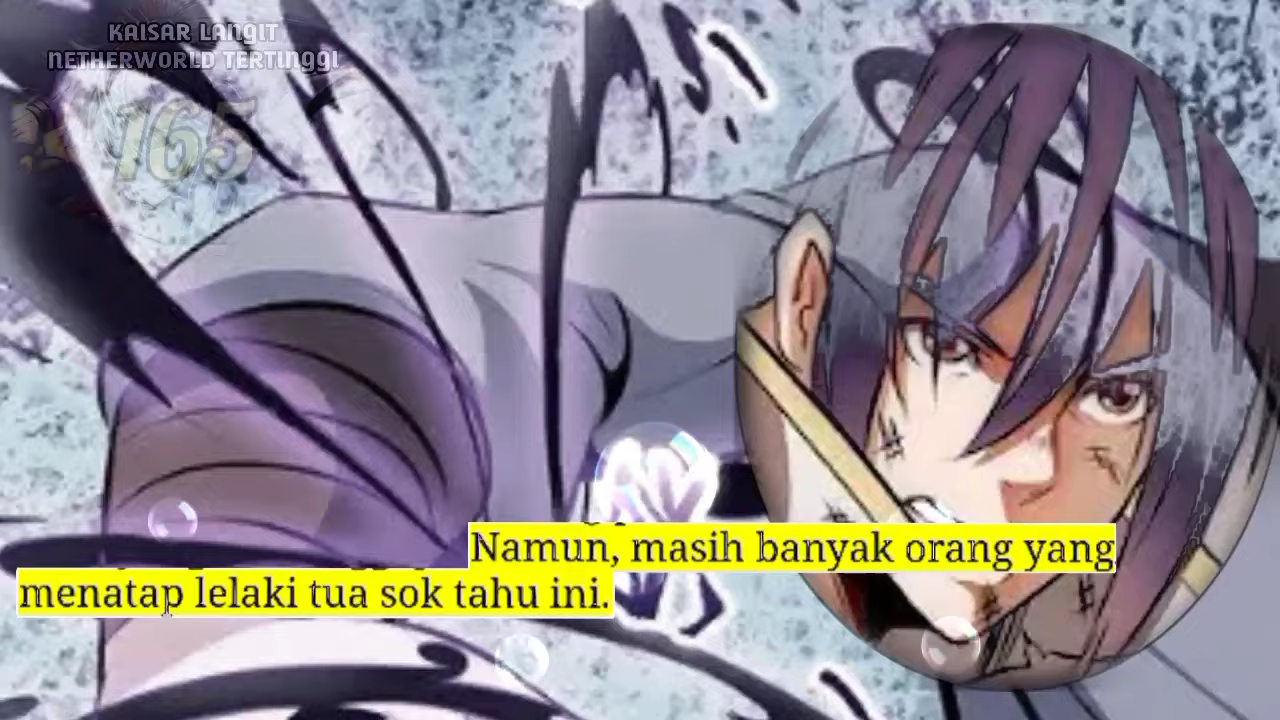 KAISAR LANGIT
NETHERWORLD TERTINGGI
165
Namun, masih banyak orang yang
menatap lelaki tua sok tahu ini.